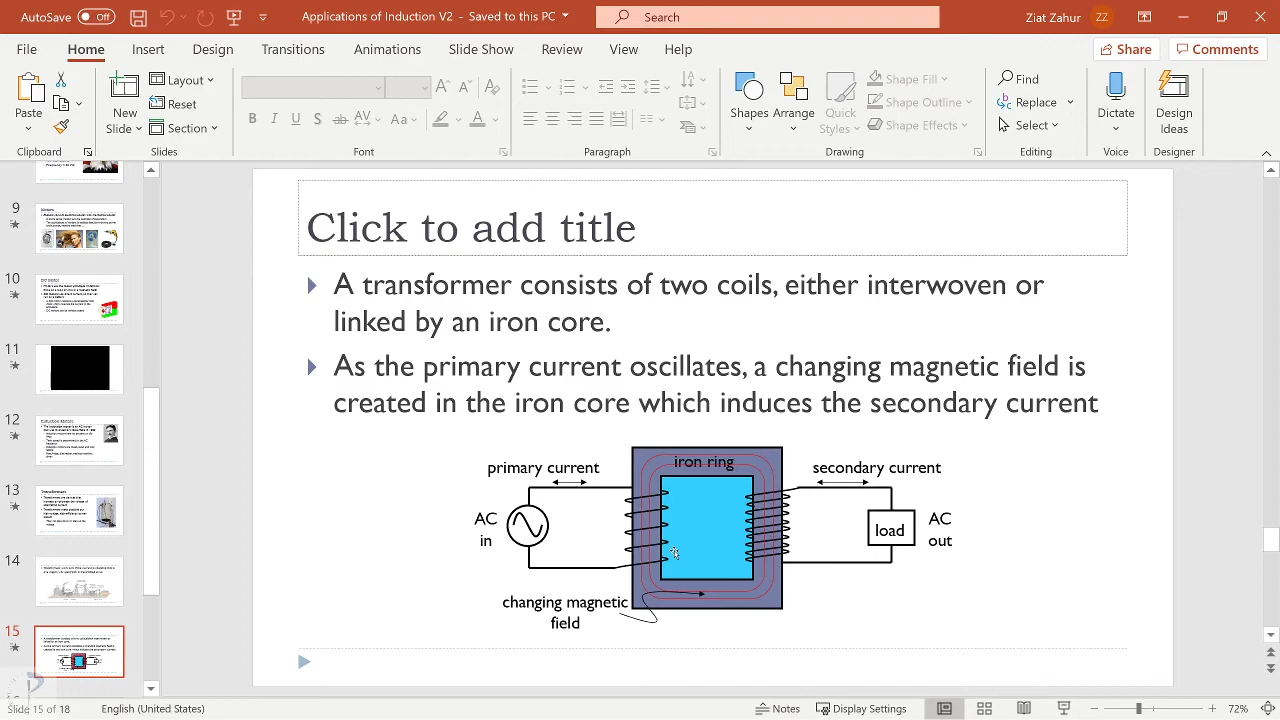 AutoSave Off
Applications of Induction V2 - Saved to this PC
Search
Ziat Zahur ZZ
File Home Insert Design Transitions Animations Slide Show Review View Help
Share Comments
Paste
Clipboard
New
Slide
Layout
Reset
Section
Slides
B I U S ab AV Aa A
Font
Paragraph
Shapes
Arrange
Quick
Styles
Shape Fill
Shape Outline
Shape Effects
Drawing
Find
Replace
Select
Editing
Dictate
Voice
Design
Ideas
Designer
9
10
11
12
13
14
15
Click to add title
A transformer consists of two coils, either interwoven or
linked by an iron core.
As the primary current oscillates, a changing magnetic field is
created in the iron core which induces the secondary current
iron ring
primary current
secondary current
AC
in
load
AC
out
changing magnetic
field
Slide 15 of 18
English (United States)
Notes
Display Settings
72%